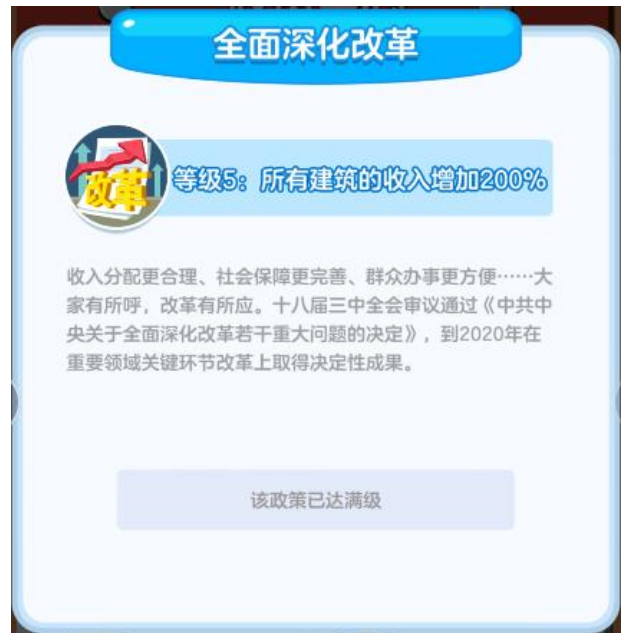 全面深化改革
改革
等级5：所有建筑的收入增加200%
收入分配更合理、社会保障更完善、群众办事更方便……大
家有所呼，改革有所应。十八届三中全会审议通过《中共中
央关于全面深化改革若干重大问题的决定》，到2020年在
重要领域关键环节改革上取得决定性成果。
该政策已达满级